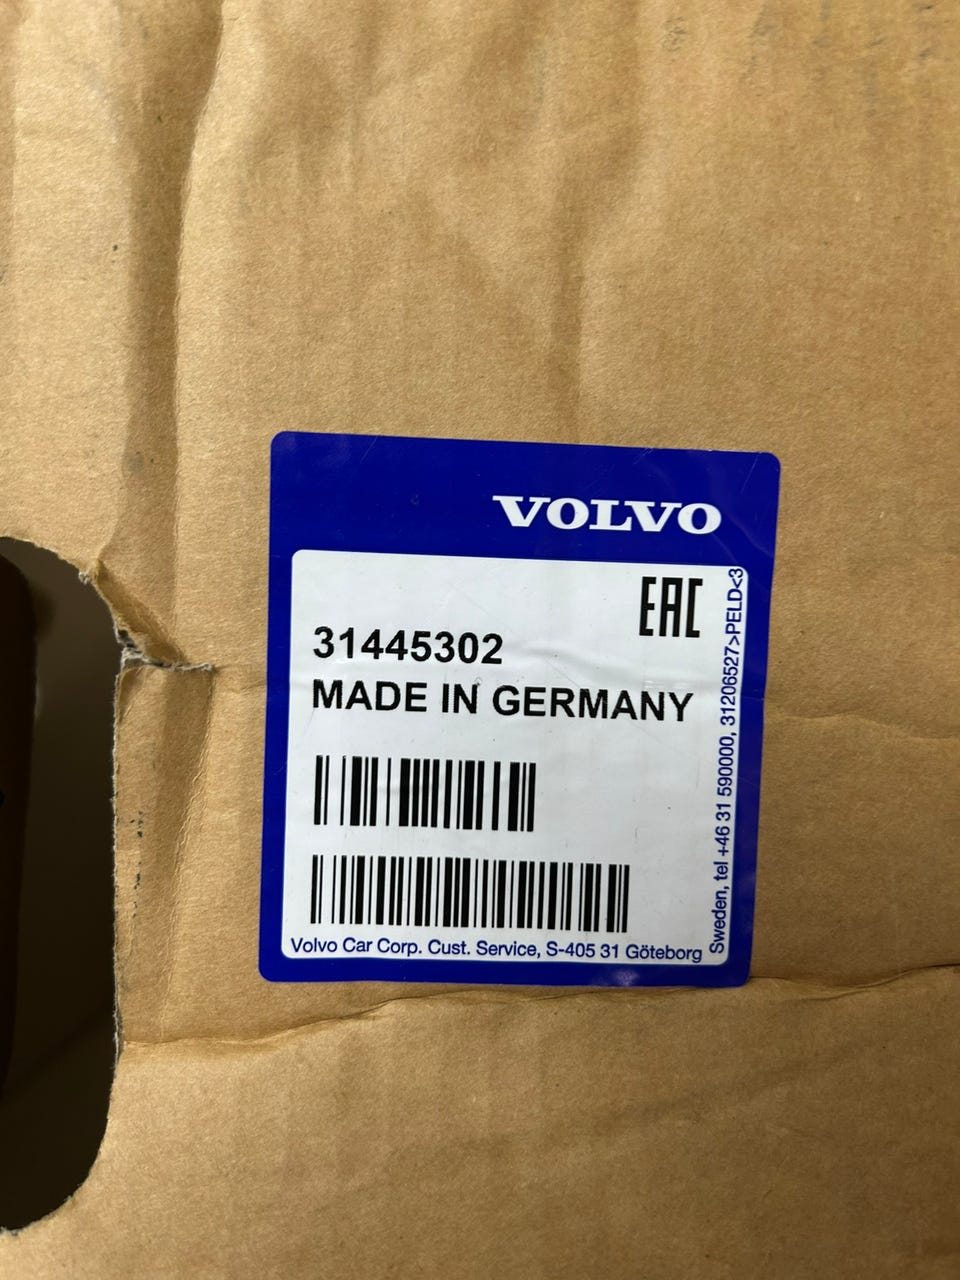 VOLVO
EAC
31445302
MADE IN GERMANY
Volvo Car Corp. Cust. Service, S-405 31 Göteborg
Sweden, tel +46 31 590000, 31206527>PELD<3